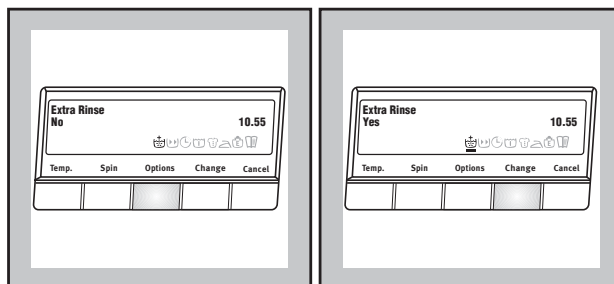 Extra Rinse
No 10.55
Temp. Spin Options Change Cancel
Extra Rinse
Yes 10.55
Temp. Spin Options Change Cancel